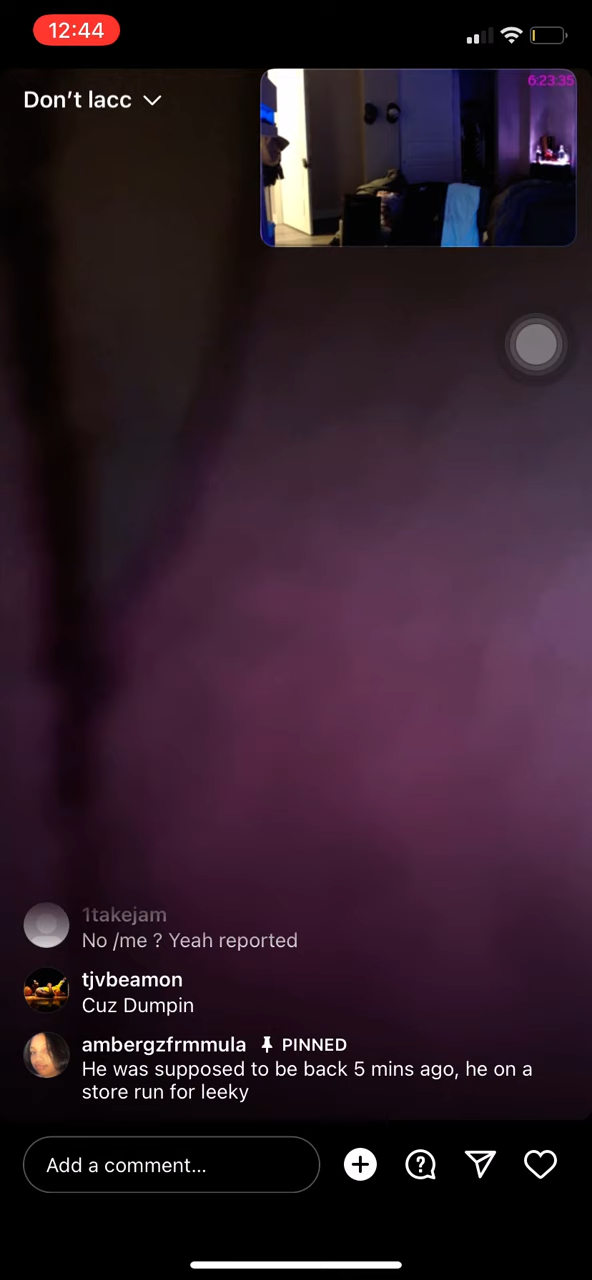 12:44
Don’t lacc
6:23:35
1takejam
No /me ? Yeah reported
tjvbeamon
Cuz Dumpin
ambergzfrmmula PINNED
He was supposed to be back 5 mins ago, he on a
store run for leeky
Add a comment...